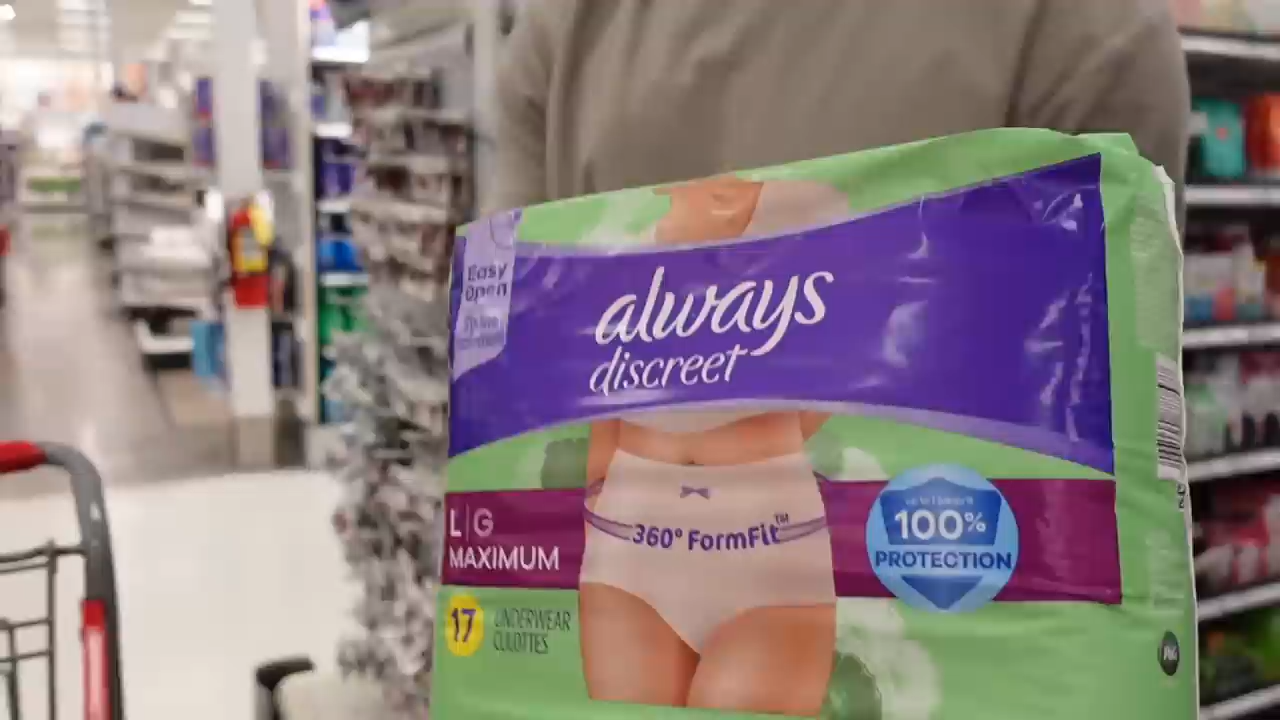 Easy
Open
always
discreet
L|G
MAXIMUM
360° FormFit™
100%
PROTECTION
17
UNDERWEAR
CULOTTES
P&G